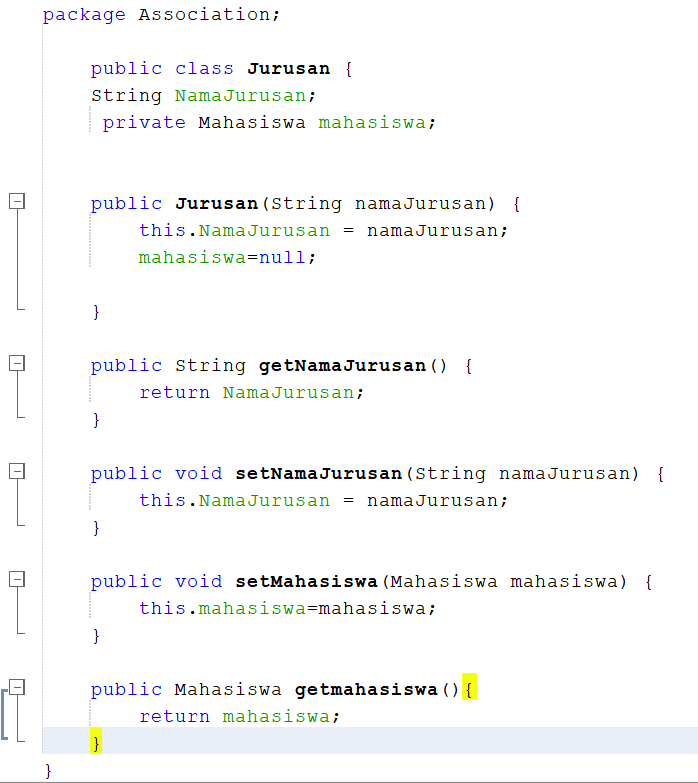 package Association;
public class Jurusan {
String NamaJurusan;
private Mahasiswa mahasiswa;
public Jurusan(String namaJurusan) {
this.NamaJurusan = namaJurusan;
mahasiswa=null;
}
public String getNamaJurusan() {
return NamaJurusan;
}
public void setNamaJurusan(String namaJurusan) {
this.NamaJurusan = namaJurusan;
}
public void setMahasiswa(Mahasiswa mahasiswa) {
this.mahasiswa=mahasiswa;
}
public Mahasiswa getmahasiswa(){
return mahasiswa;
}
}